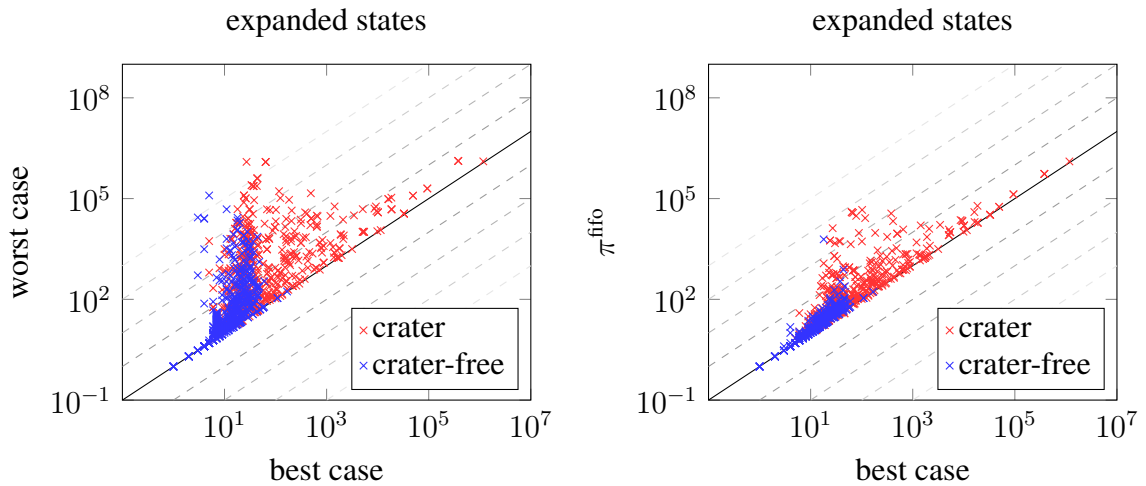 expanded states
worst case
10^8
10^5
10^2
10^−1
10^1
10^3
10^5
10^7
best case
crater
crater-free
expanded states
π^fifo
10^8
10^5
10^2
10^−1
10^1
10^3
10^5
10^7
best case
crater
crater-free